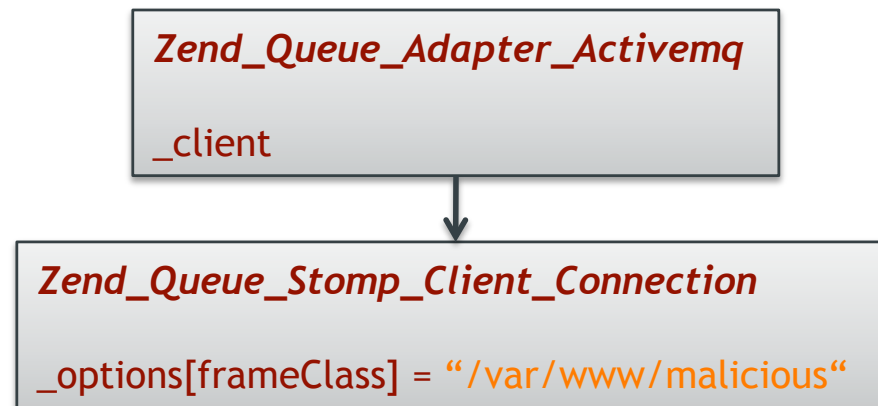 Zend_Queue_Adapter_Activemq
_client
Zend_Queue_Stomp_Client_Connection
_options[frameClass] = “/var/www/malicious“